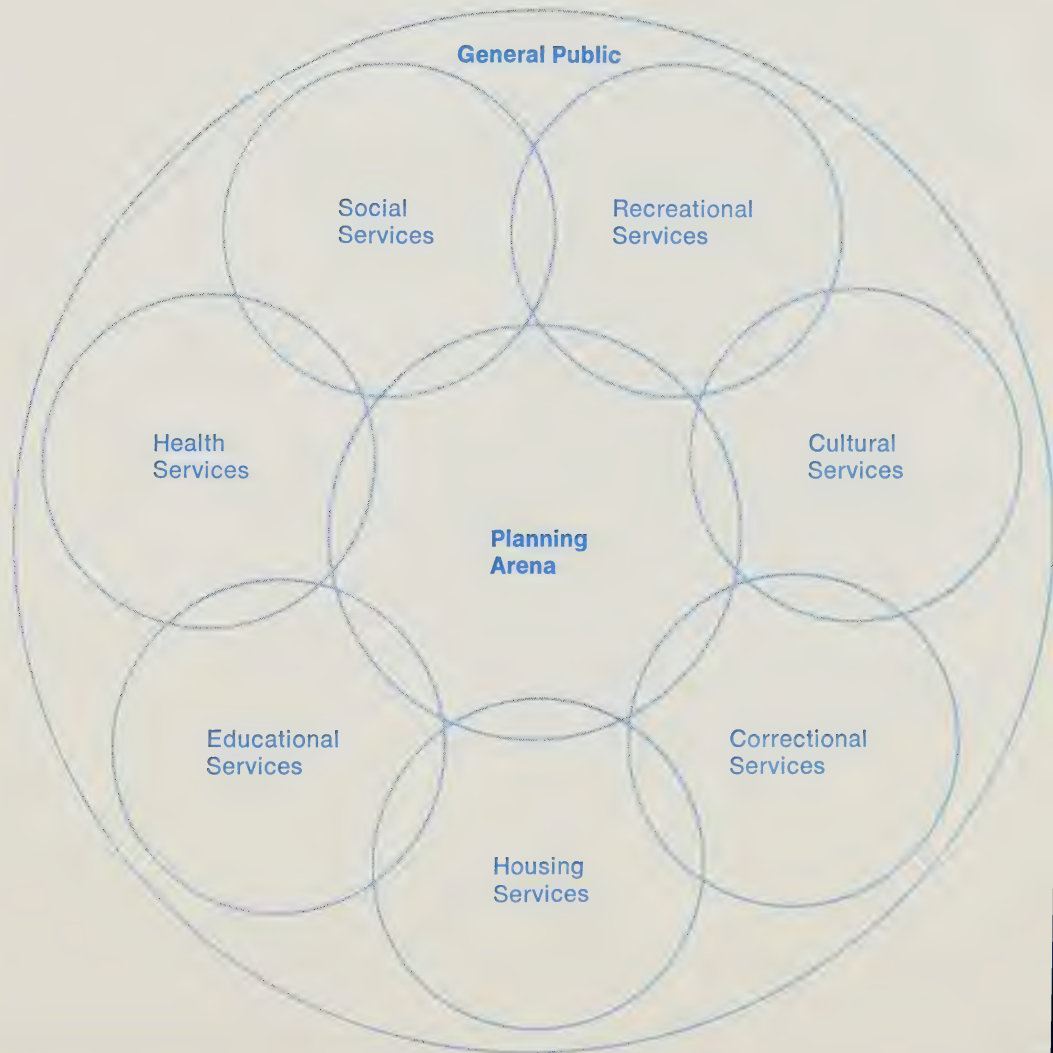 General Public
Social
Services
Recreational
Services
Health
Services
Cultural
Services
Planning
Arena
Educational
Services
Correctional
Services
Housing
Services